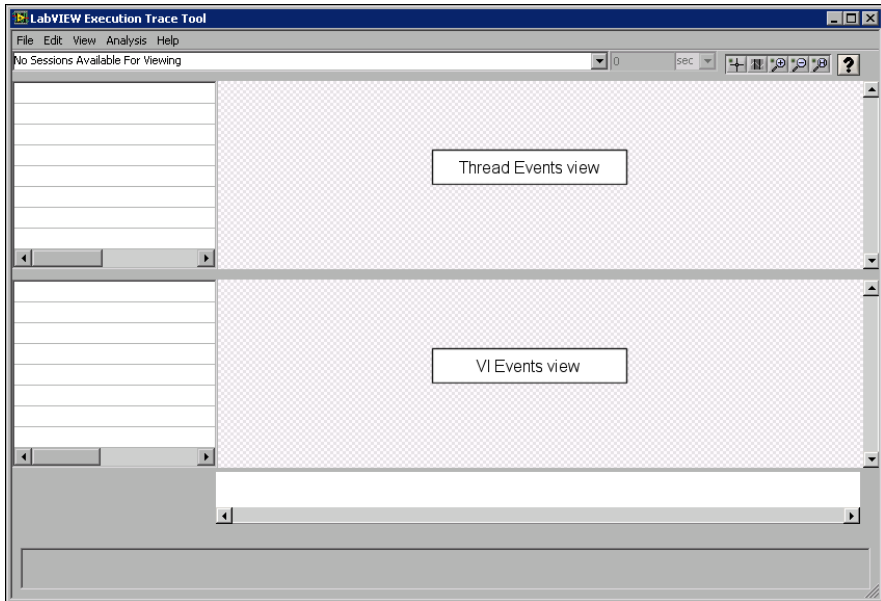 LabVIEW Execution Trace Tool
File Edit View Analysis Help
No Sessions Available For Viewing 0 sec ?
Thread Events view
VI Events view